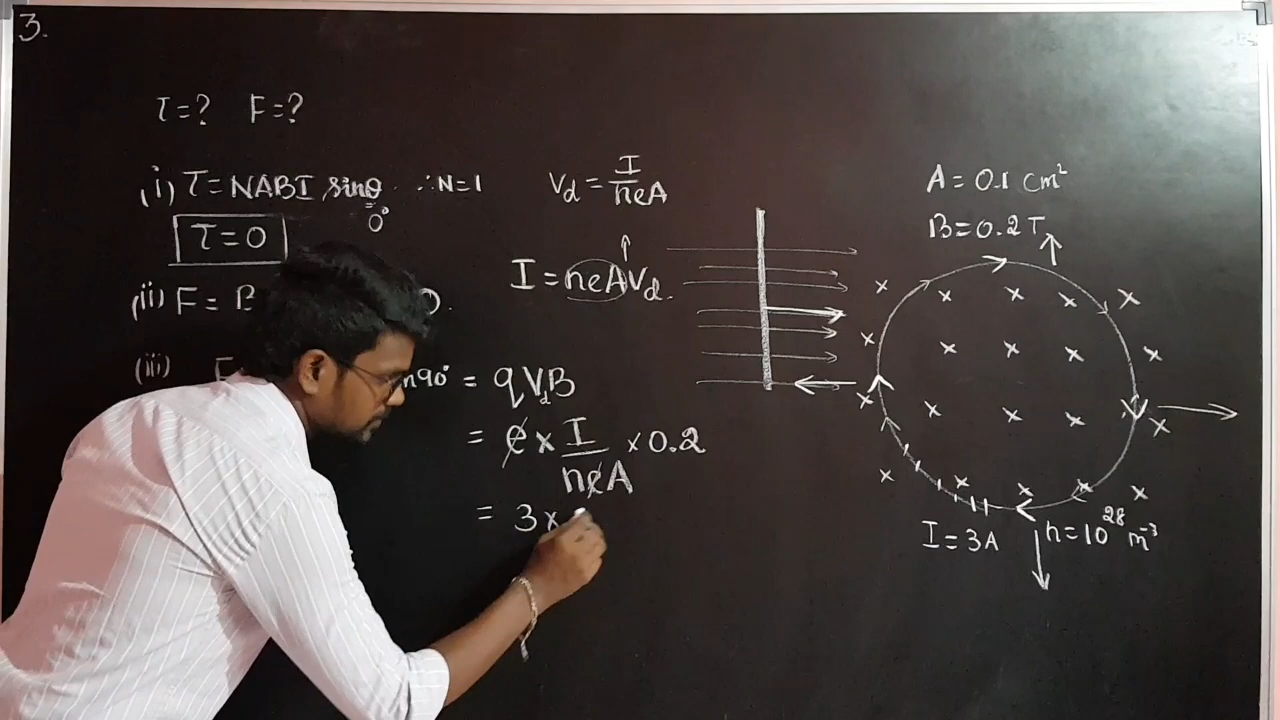 3.
τ=? F=?
(i) τ=NABI sinθ ∴N=1
0°
τ=0
(ii) F = B
(iii) F
n90° = qVdB
= e × I/neA × 0.2
= 3×
Vd = I/neA
↑
I = neAVd.
A = 0.1 cm²
B = 0.2 T
I = 3A n=10²⁸ m⁻³